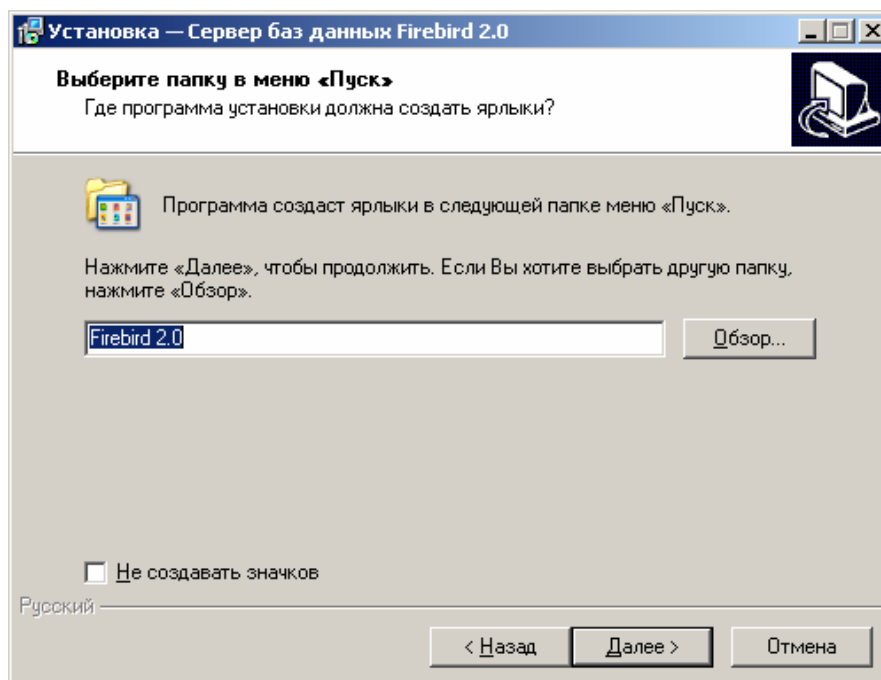 Установка — Сервер баз данных Firebird 2.0
Выберите папку в меню «Пуск»
Где программа установки должна создать ярлыки?
Программа создаст ярлыки в следующей папке меню «Пуск».
Нажмите «Далее», чтобы продолжить. Если Вы хотите выбрать другую папку,
нажмите «Обзор».
Firebird 2.0
Обзор...
Не создавать значков
Русский
< Назад
Далее >
Отмена